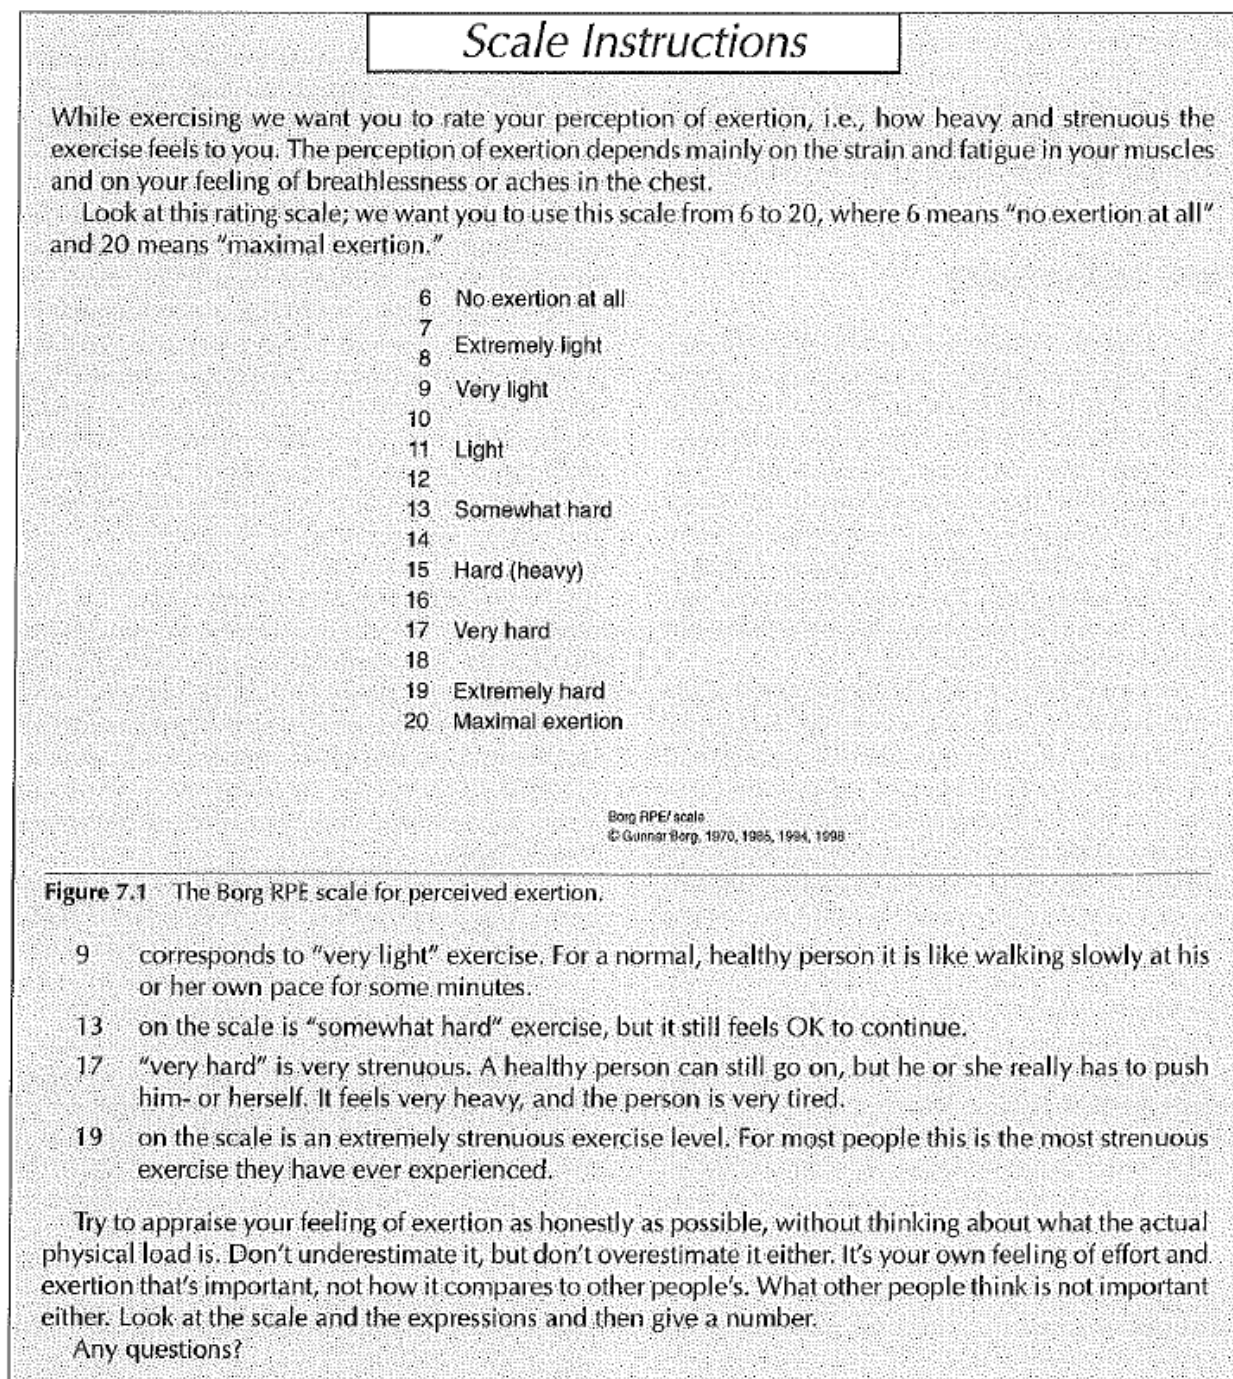 Scale Instructions
While exercising we want you to rate your perception of exertion, i.e., how heavy and strenuous the
exercise feels to you. The perception of exertion depends mainly on the strain and fatigue in your muscles
and on your feeling of breathlessness or aches in the chest.
Look at this rating scale; we want you to use this scale from 6 to 20, where 6 means “no exertion at all”
and 20 means “maximal exertion.”
6 No exertion at all
7
Extremely light
8
9 Very light
10
11 Light
12
13 Somewhat hard
14
15 Hard (heavy)
16
17 Very hard
18
19 Extremely hard
20 Maximal exertion
Borg RPE scale
© Gunnar Borg, 1970, 1985, 1994, 1998
Figure 7.1 The Borg RPE scale for perceived exertion.
9 corresponds to “very light” exercise. For a normal, healthy person it is like walking slowly at his
or her own pace for some minutes.
13 on the scale is “somewhat hard” exercise, but it still feels OK to continue.
17 “very hard” is very strenuous. A healthy person can still go on, but he or she really has to push
him- or herself. It feels very heavy, and the person is very tired.
19 on the scale is an extremely strenuous exercise level. For most people this is the most strenuous
exercise they have ever experienced.
Try to appraise your feeling of exertion as honestly as possible, without thinking about what the actual
physical load is. Don’t underestimate it, but don’t overestimate it either. It’s your own feeling of effort and
exertion that’s important, not how it compares to other people’s. What other people think is not important
either. Look at the scale and the expressions and then give a number.
Any questions?